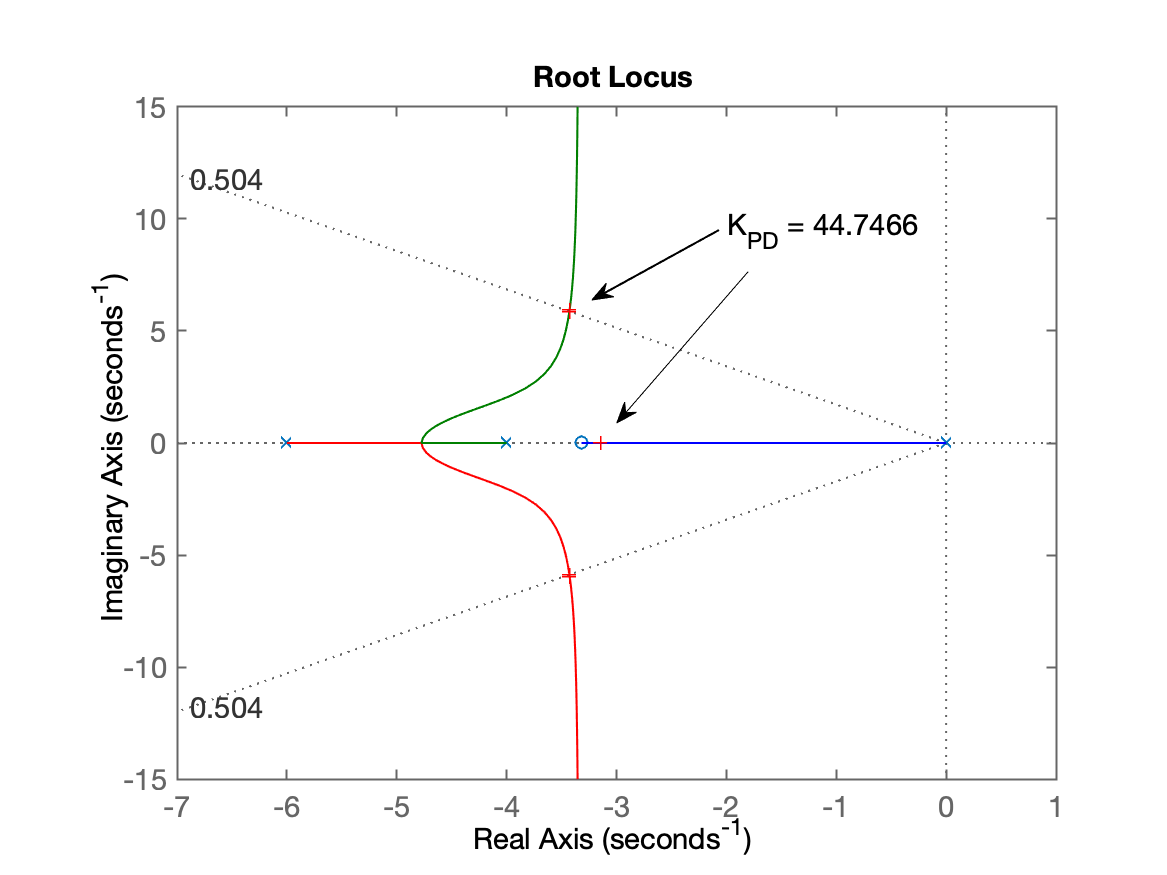 Root Locus
15
0.504
10
K_PD = 44.7466
5
0
-5
-10
0.504
-15
-7 -6 -5 -4 -3 -2 -1 0 1
Real Axis (seconds^-1)
Imaginary Axis (seconds^-1)